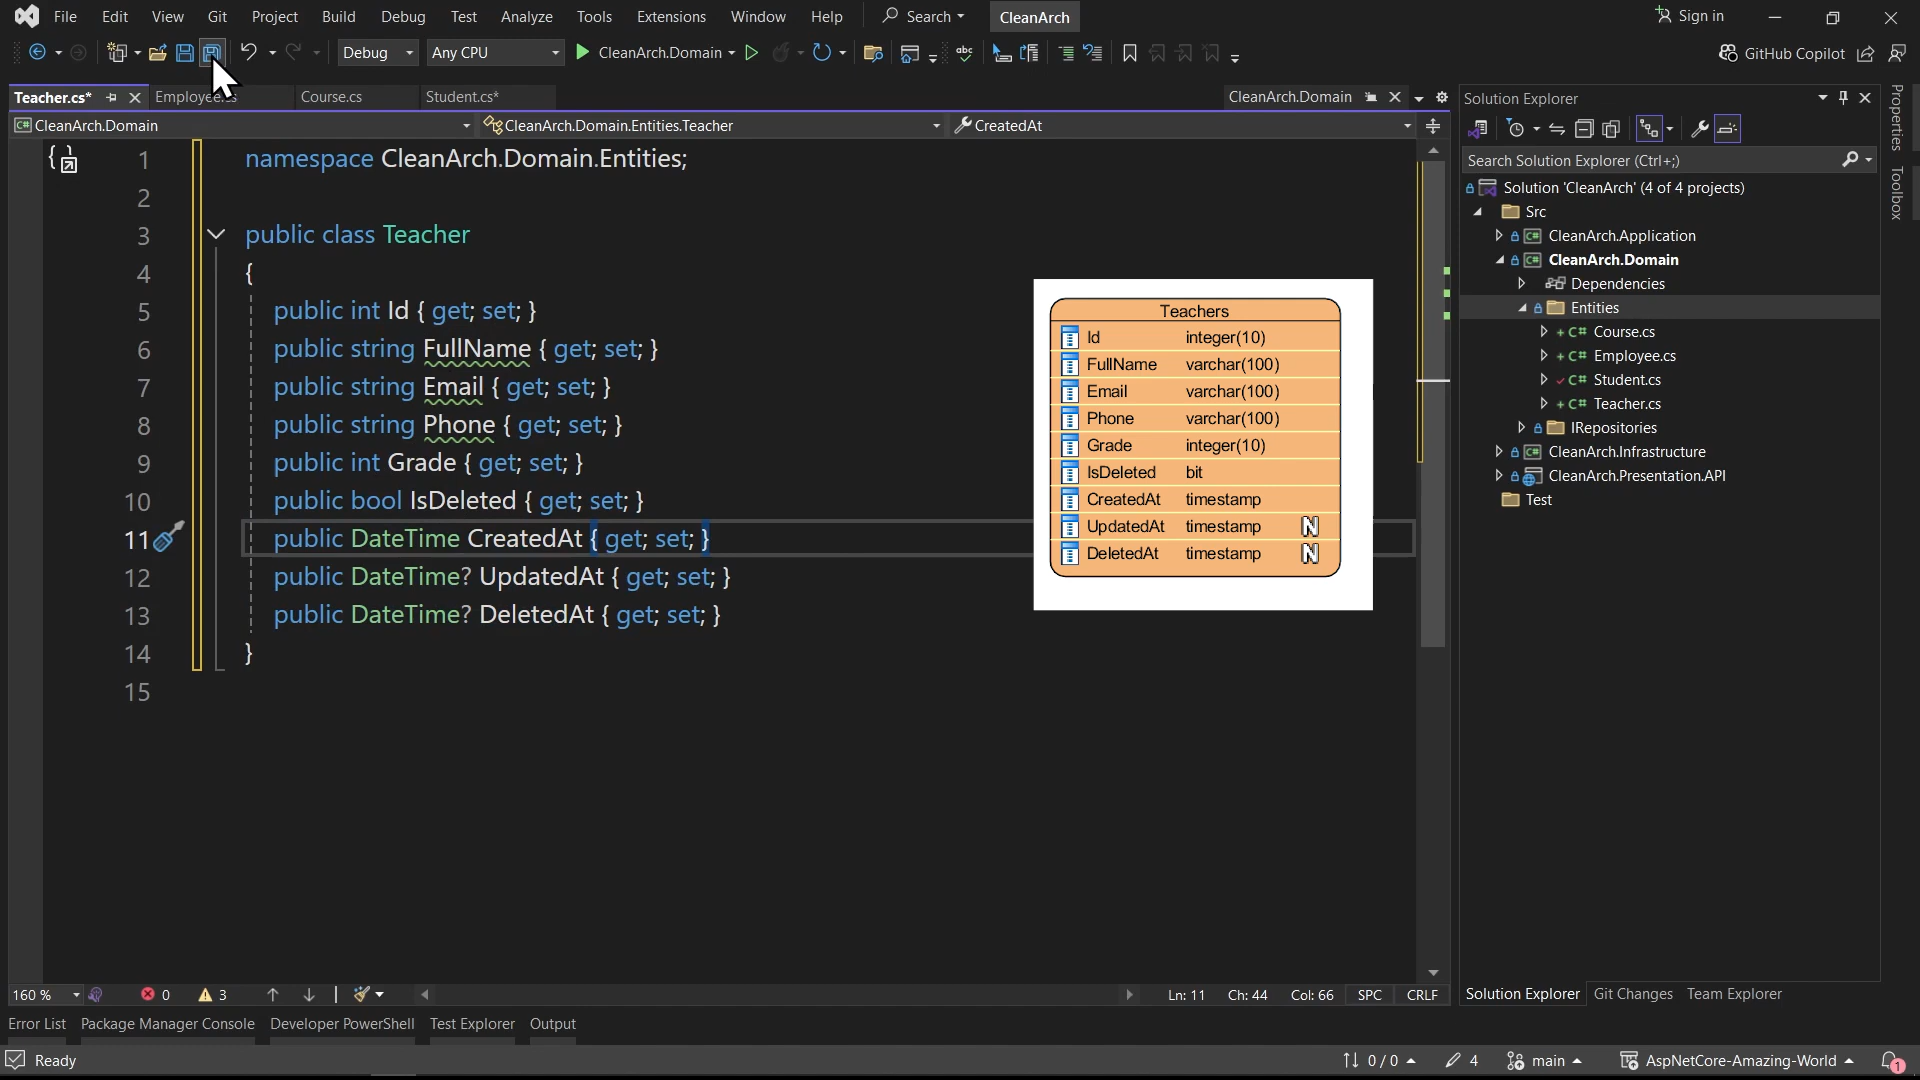 File Edit View Git Project Build Debug Test Analyze Tools Extensions Window Help Search CleanArch Sign in
Debug Any CPU CleanArch.Domain abc GitHub Copilot
Teacher.cs* Course.cs Student.cs* CleanArch.Domain
CleanArch.Domain CleanArch.Domain.Entities.Teacher CreatedAt
1 namespace CleanArch.Domain.Entities;
2
3 public class Teacher
4 {
5 public int Id { get; set; }
6 public string FullName { get; set; }
7 public string Email { get; set; }
8 public string Phone { get; set; }
9 public int Grade { get; set; }
10 public bool IsDeleted { get; set; }
11 public DateTime CreatedAt { get; set; }
12 public DateTime? UpdatedAt { get; set; }
13 public DateTime? DeletedAt { get; set; }
14 }
15
Teachers
Id integer(10)
FullName varchar(100)
Email varchar(100)
Phone varchar(100)
Grade integer(10)
IsDeleted bit
CreatedAt timestamp
UpdatedAt timestamp N
DeletedAt timestamp N
Solution Explorer
Search Solution Explorer (Ctrl+;)
Solution 'CleanArch' (4 of 4 projects)
Src
C# CleanArch.Application
C# CleanArch.Domain
Dependencies
Entities
+ C# Course.cs
+ C# Employee.cs
C# Student.cs
+ C# Teacher.cs
IRepositories
C# CleanArch.Infrastructure
CleanArch.Presentation.API
Test
Properties
Toolbox
160 % 0 3 Ln: 11 Ch: 44 Col: 66 SPC CRLF
Solution Explorer Git Changes Team Explorer
Error List Package Manager Console Developer PowerShell Test Explorer Output
Ready 0 / 0 4 main AspNetCore-Amazing-World 1